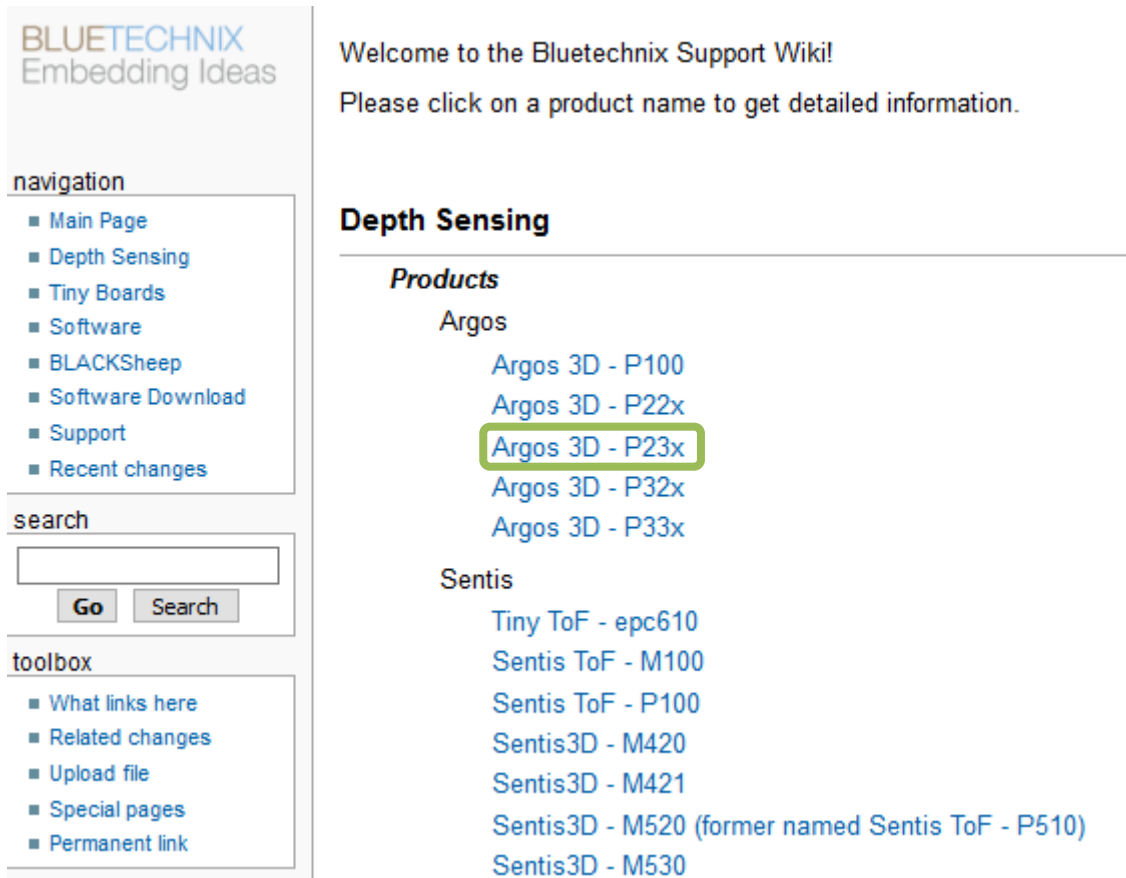 BLUETECHNIX
Embedding Ideas
navigation
Main Page
Depth Sensing
Tiny Boards
Software
BLACKSheep
Software Download
Support
Recent changes
search
Go Search
toolbox
What links here
Related changes
Upload file
Special pages
Permanent link
Welcome to the Bluetechnix Support Wiki!
Please click on a product name to get detailed information.
Depth Sensing
Products
Argos
Argos 3D - P100
Argos 3D - P22x
Argos 3D - P23x
Argos 3D - P32x
Argos 3D - P33x
Sentis
Tiny ToF - epc610
Sentis ToF - M100
Sentis ToF - P100
Sentis3D - M420
Sentis3D - M421
Sentis3D - M520 (former named Sentis ToF - P510)
Sentis3D - M530